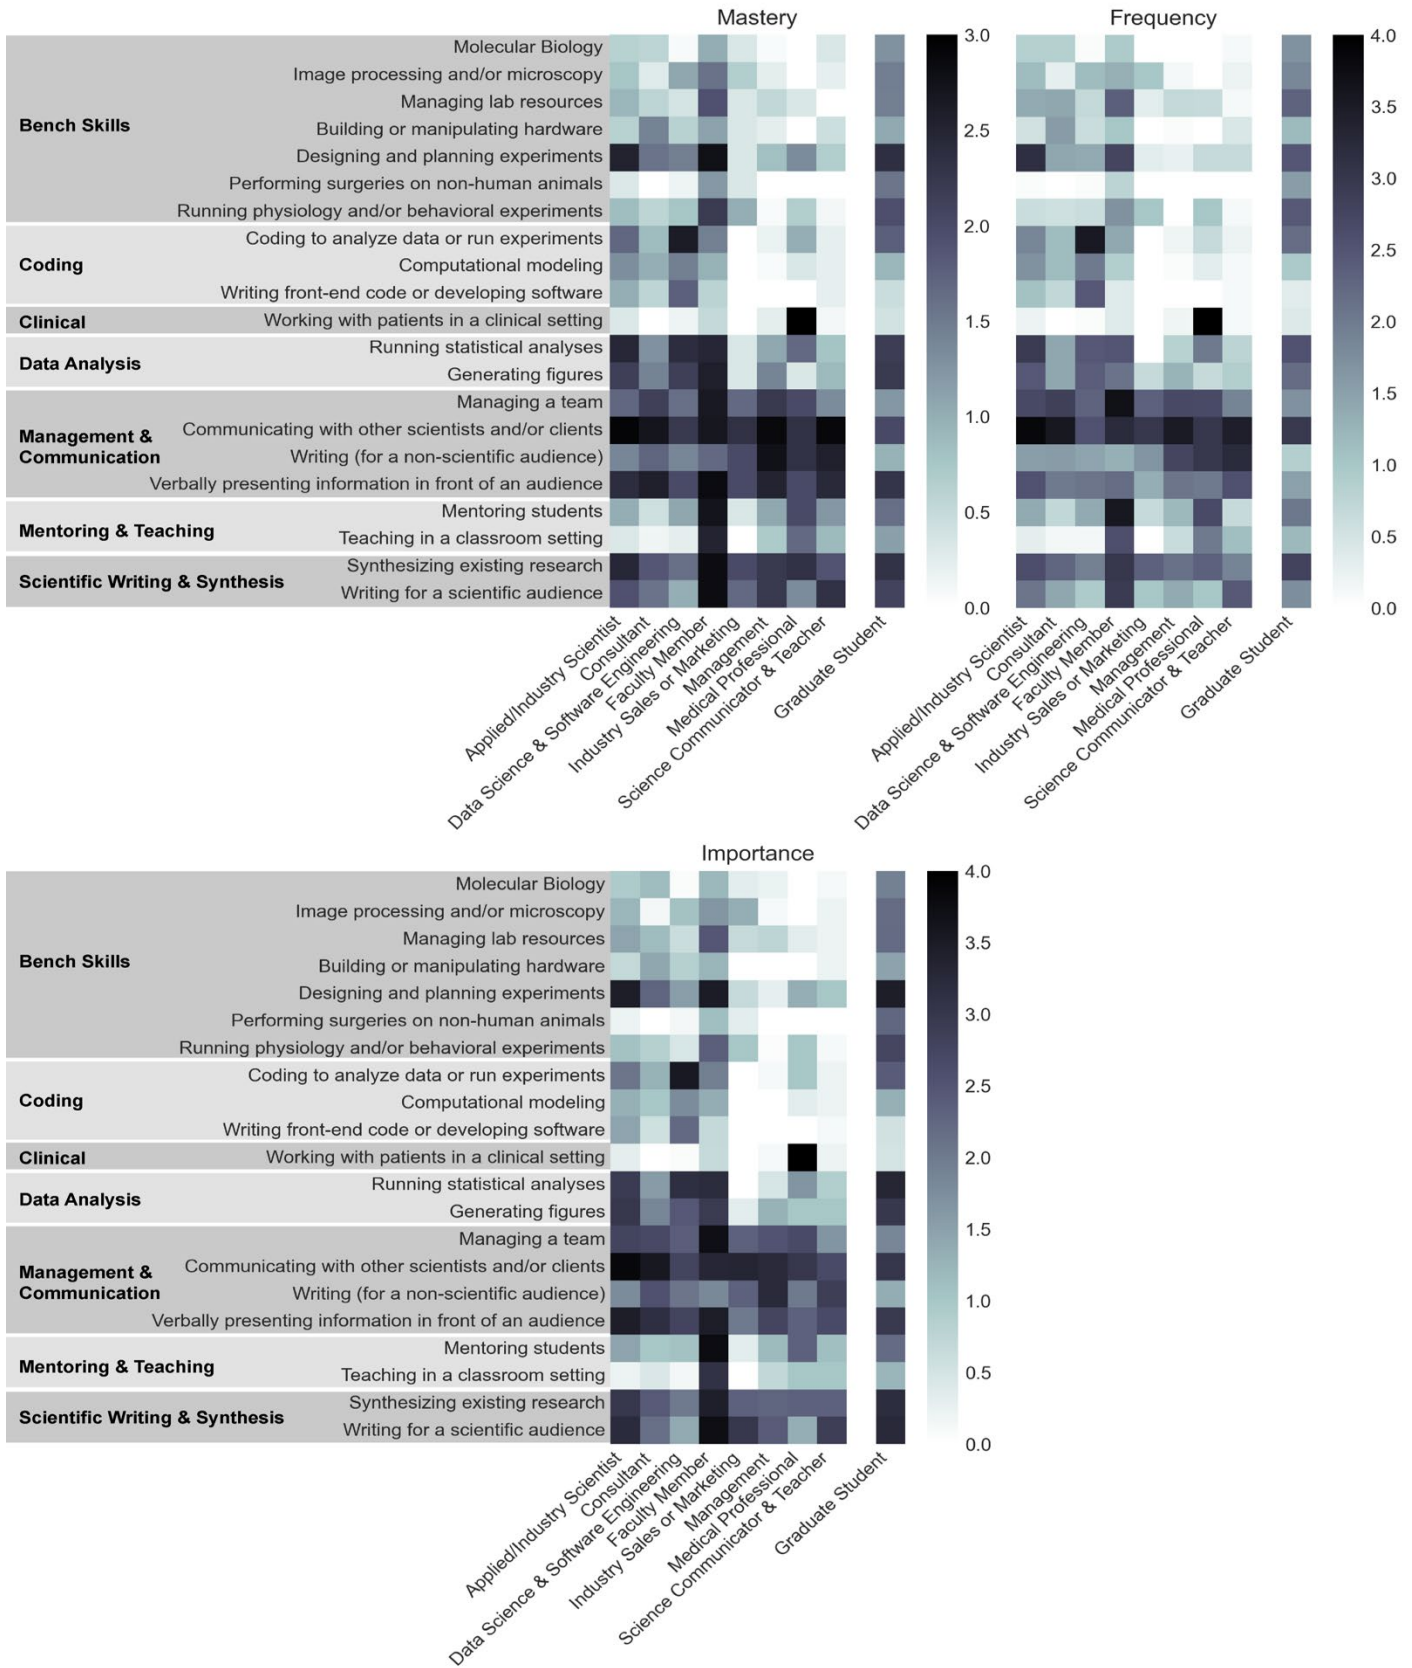 Mastery
Frequency
Bench Skills
Molecular Biology
Image processing and/or microscopy
Managing lab resources
Building or manipulating hardware
Designing and planning experiments
Performing surgeries on non-human animals
Running physiology and/or behavioral experiments
Coding
Coding to analyze data or run experiments
Computational modeling
Writing front-end code or developing software
Clinical
Working with patients in a clinical setting
Data Analysis
Running statistical analyses
Generating figures
Management &
Communication
Managing a team
Communicating with other scientists and/or clients
Writing (for a non-scientific audience)
Verbally presenting information in front of an audience
Mentoring & Teaching
Mentoring students
Teaching in a classroom setting
Scientific Writing & Synthesis
Synthesizing existing research
Writing for a scientific audience
Applied/Industry Scientist
Consultant
Data Science & Software Engineering
Faculty Member
Industry Sales or Marketing
Management
Medical Professional
Science Communicator & Teacher
Graduate Student
3.0
2.5
2.0
1.5
1.0
0.5
0.0
Applied/Industry Scientist
Consultant
Data Science & Software Engineering
Faculty Member
Industry Sales or Marketing
Management
Medical Professional
Science Communicator & Teacher
Graduate Student
4.0
3.5
3.0
2.5
2.0
1.5
1.0
0.5
0.0
Importance
Bench Skills
Molecular Biology
Image processing and/or microscopy
Managing lab resources
Building or manipulating hardware
Designing and planning experiments
Performing surgeries on non-human animals
Running physiology and/or behavioral experiments
Coding
Coding to analyze data or run experiments
Computational modeling
Writing front-end code or developing software
Clinical
Working with patients in a clinical setting
Data Analysis
Running statistical analyses
Generating figures
Management &
Communication
Managing a team
Communicating with other scientists and/or clients
Writing (for a non-scientific audience)
Verbally presenting information in front of an audience
Mentoring & Teaching
Mentoring students
Teaching in a classroom setting
Scientific Writing & Synthesis
Synthesizing existing research
Writing for a scientific audience
Applied/Industry Scientist
Consultant
Data Science & Software Engineering
Faculty Member
Industry Sales or Marketing
Management
Medical Professional
Science Communicator & Teacher
Graduate Student
4.0
3.5
3.0
2.5
2.0
1.5
1.0
0.5
0.0